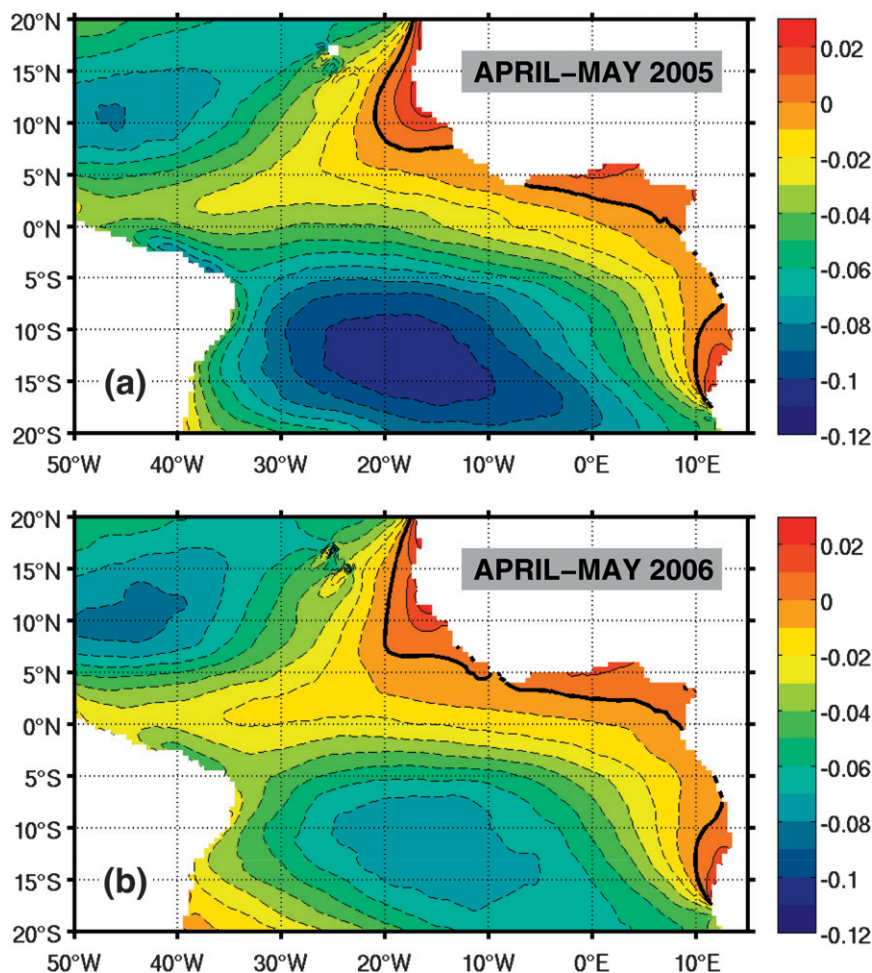 20°N
15°N
10°N
5°N
0°N
5°S
10°S
15°S
20°S
APRIL–MAY 2005
(a)
50°W 40°W 30°W 20°W 10°W 0°E 10°E
0.02
0
-0.02
-0.04
-0.06
-0.08
-0.1
-0.12
20°N
15°N
10°N
5°N
0°N
5°S
10°S
15°S
20°S
APRIL–MAY 2006
(b)
50°W 40°W 30°W 20°W 10°W 0°E 10°E
0.02
0
-0.02
-0.04
-0.06
-0.08
-0.1
-0.12